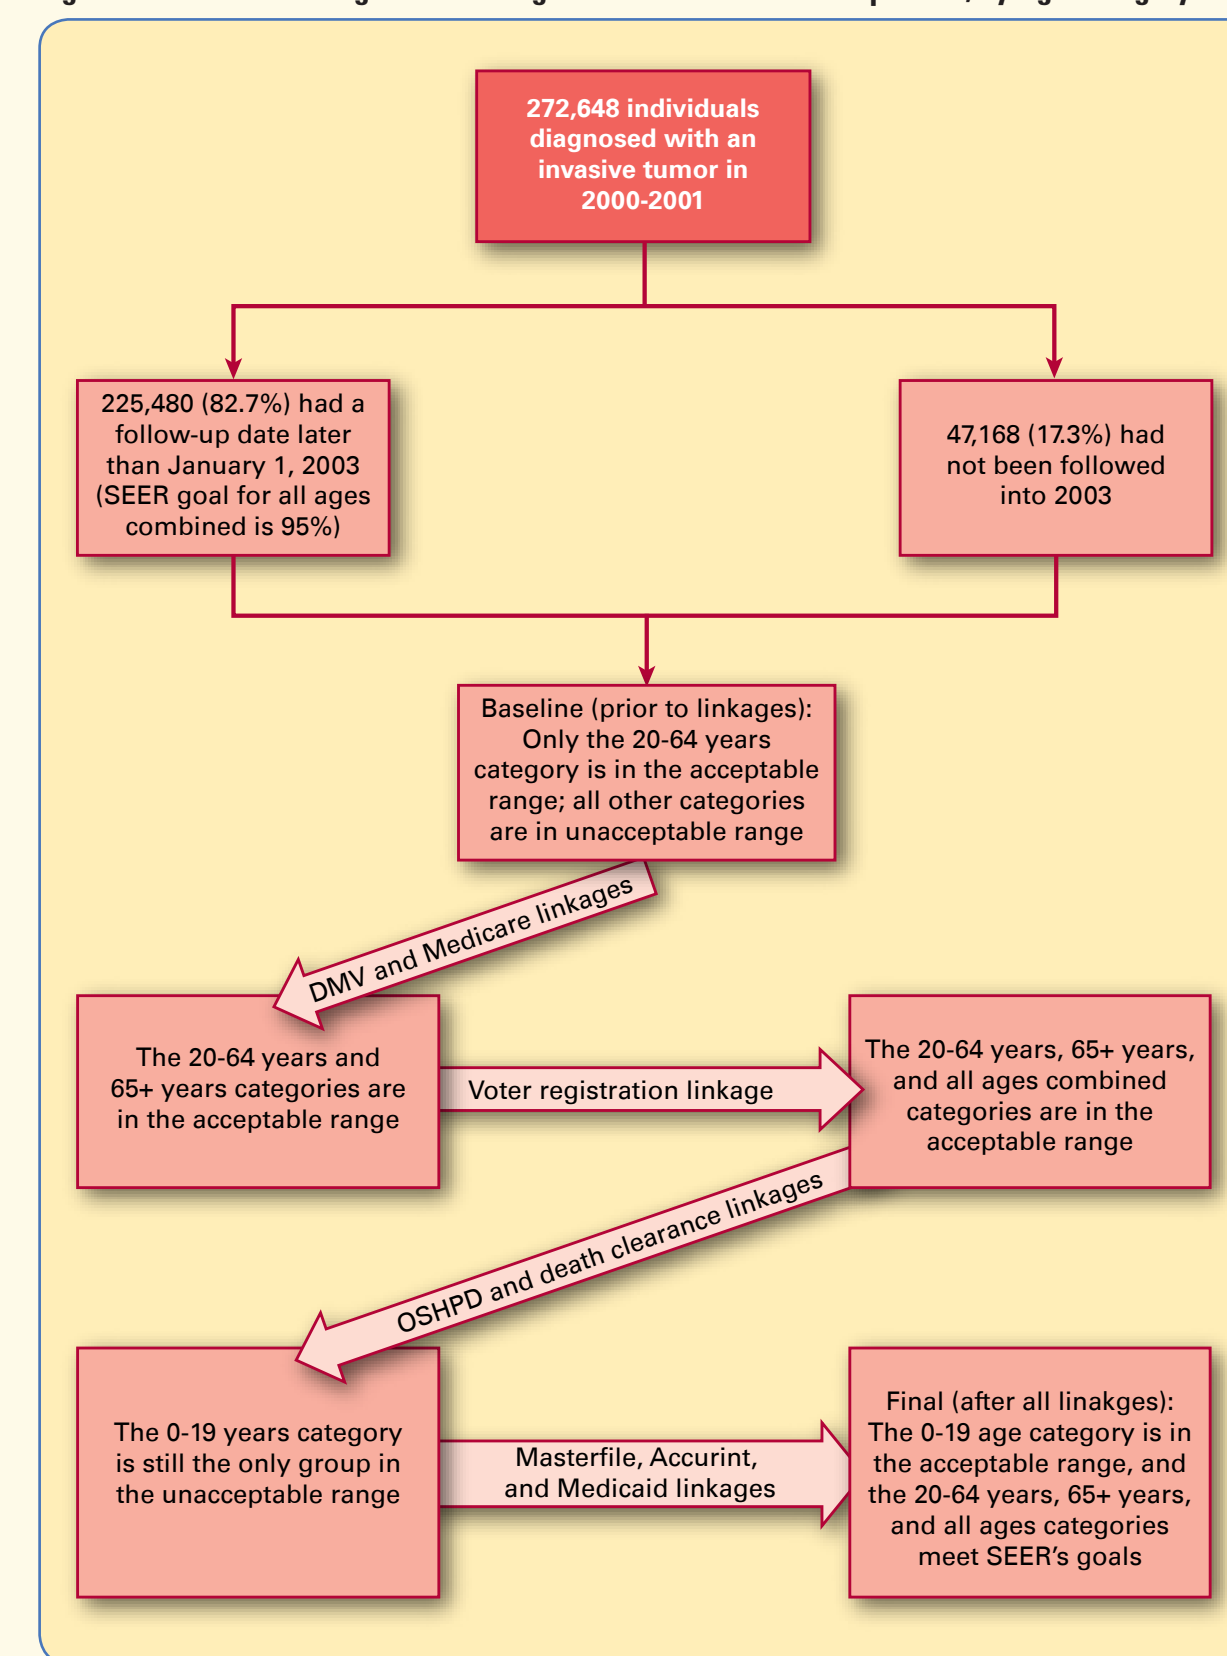 272,648 individuals
diagnosed with an
invasive tumor in
2000-2001
225,480 (82.7%) had a
follow-up date later
than January 1, 2003
(SEER goal for all ages
combined is 95%)
47,168 (17.3%) had
not been followed
into 2003
Baseline (prior to linkages):
Only the 20-64 years
category is in the acceptable
range; all other categories
are in unacceptable range
DMV and Medicare linkages
The 20-64 years and
65+ years categories are
in the acceptable range
Voter registration linkage
The 20-64 years, 65+ years,
and all ages combined
categories are in the
acceptable range
OSHPD and death clearance linkages
The 0-19 years category
is still the only group in
the unacceptable range
Masterfile, Accurint,
and Medicaid linkages
Final (after all linakges):
The 0-19 age category is in
the acceptable range, and
the 20-64 years, 65+ years,
and all ages categories
meet SEER's goals